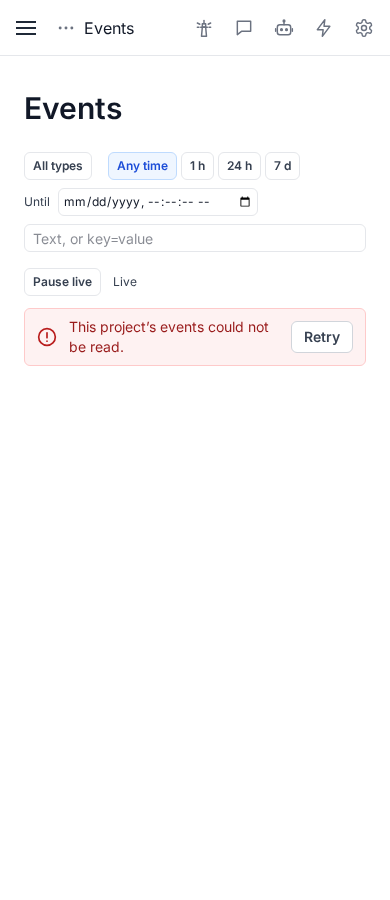 Events
Events
All types Any time 1 h 24 h 7 d
Until mm/dd/yyyy, --:--:-- --
Text, or key=value
Pause live Live
This project's events could not
be read.
Retry